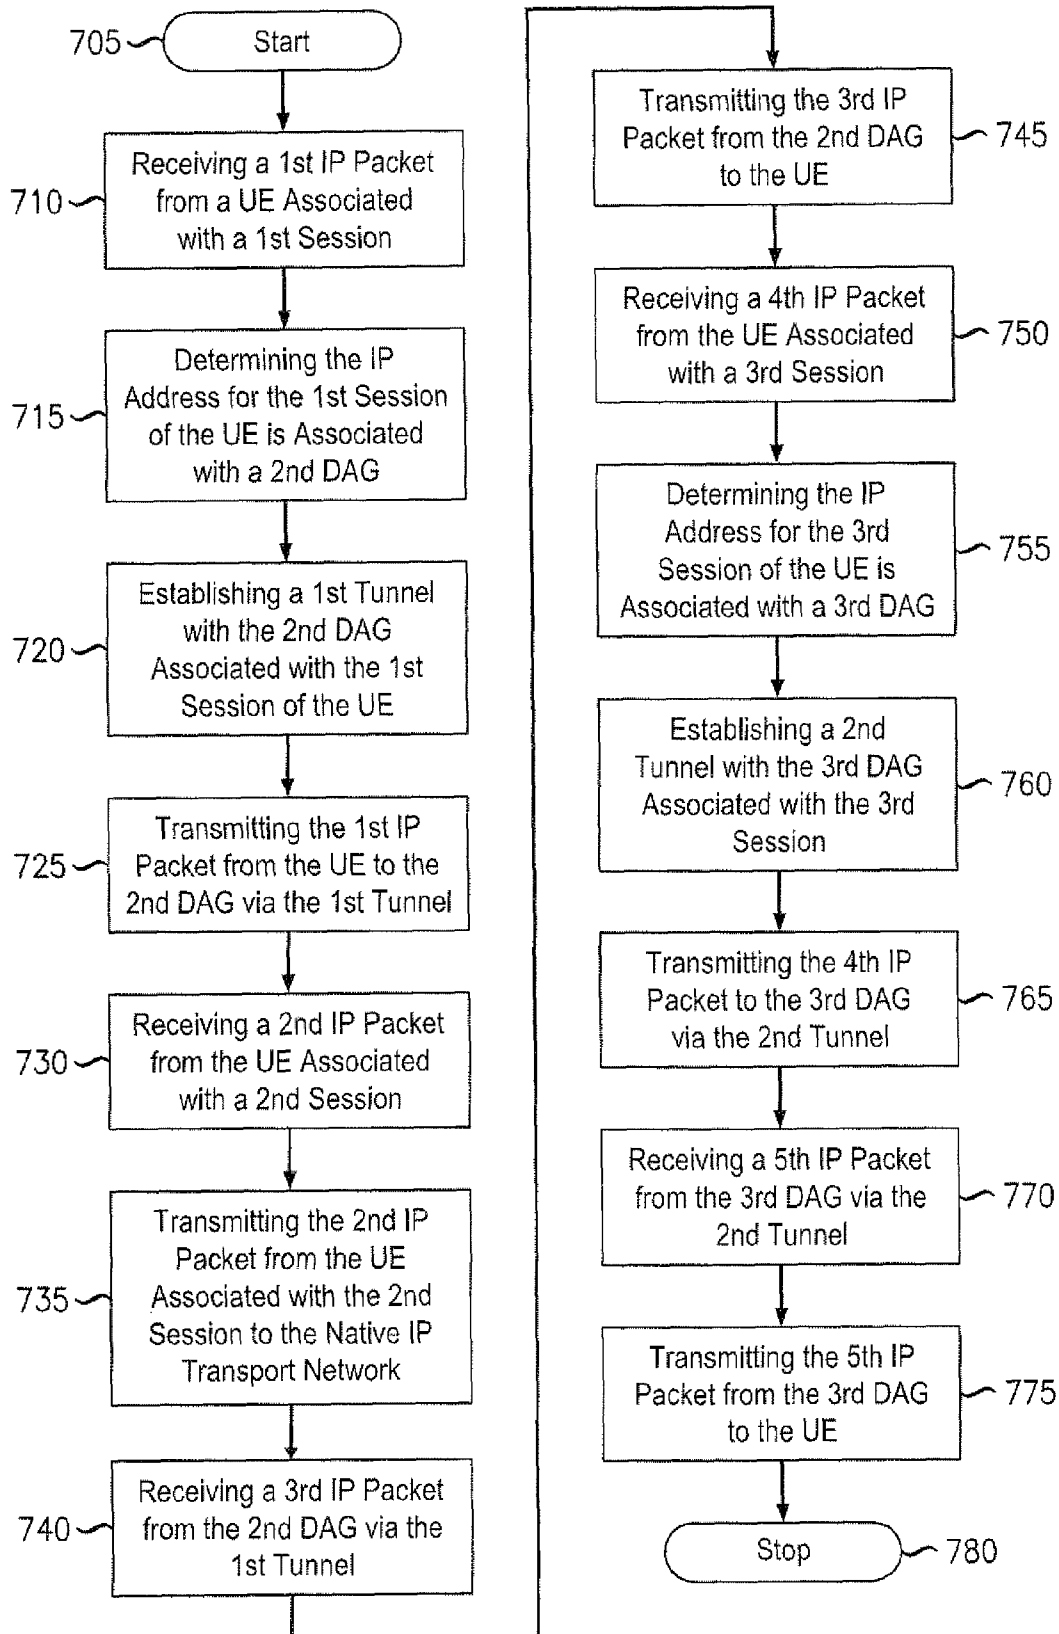 705
Start
710
Receiving a 1st IP Packet
from a UE Associated
with a 1st Session
715
Determining the IP
Address for the 1st Session
of the UE is Associated
with a 2nd DAG
720
Establishing a 1st Tunnel
with the 2nd DAG
Associated with the 1st
Session of the UE
725
Transmitting the 1st IP
Packet from the UE to the
2nd DAG via the 1st Tunnel
730
Receiving a 2nd IP Packet
from the UE Associated
with a 2nd Session
735
Transmitting the 2nd IP
Packet from the UE
Associated with the 2nd
Session to the Native IP
Transport Network
740
Receiving a 3rd IP Packet
from the 2nd DAG via the
1st Tunnel
Transmitting the 3rd IP
Packet from the 2nd DAG
to the UE
745
Receiving a 4th IP Packet
from the UE Associated
with a 3rd Session
750
Determining the IP
Address for the 3rd
Session of the UE is
Associated with a 3rd DAG
755
Establishing a 2nd
Tunnel with the 3rd DAG
Associated with the 3rd
Session
760
Transmitting the 4th IP
Packet to the 3rd DAG
via the 2nd Tunnel
765
Receiving a 5th IP Packet
from the 3rd DAG via the
2nd Tunnel
770
Transmitting the 5th IP
Packet from the 3rd DAG
to the UE
775
Stop
780